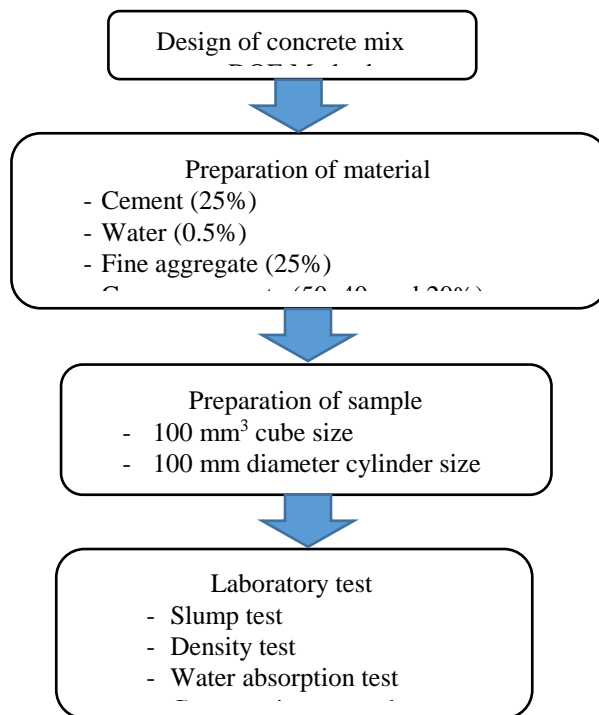 Design of concrete mix
Preparation of material
- Cement (25%)
- Water (0.5%)
- Fine aggregate (25%)
Preparation of sample
- 100 mm³ cube size
- 100 mm diameter cylinder size
Laboratory test
- Slump test
- Density test
- Water absorption test